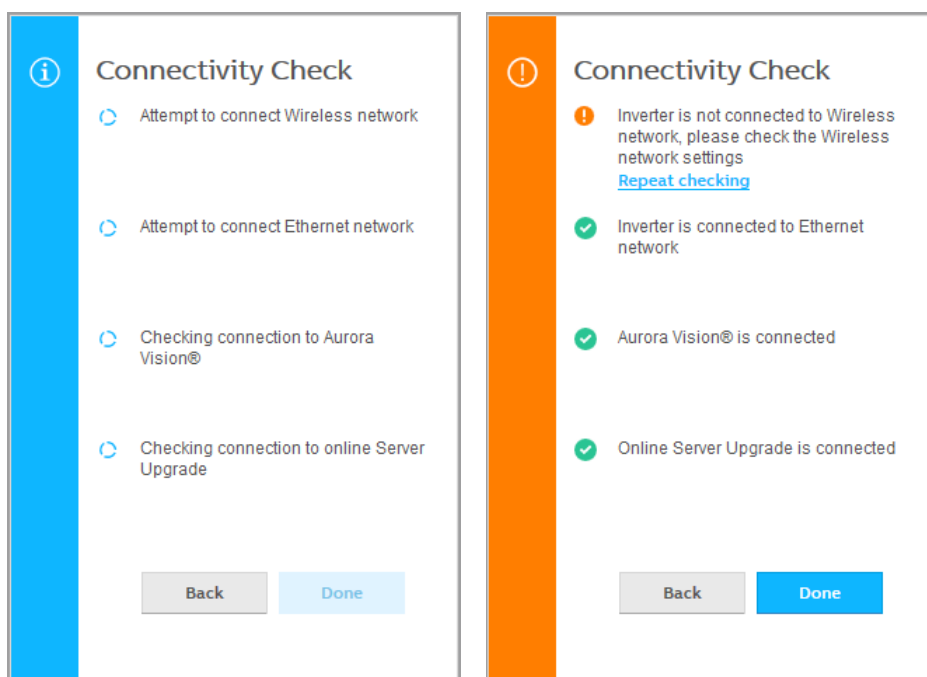 Connectivity Check
Attempt to connect Wireless network
Attempt to connect Ethernet network
Checking connection to Aurora
Vision®
Checking connection to online Server
Upgrade
Back
Done
Connectivity Check
Inverter is not connected to Wireless
network, please check the Wireless
network settings
Repeat checking
Inverter is connected to Ethernet
network
Aurora Vision® is connected
Online Server Upgrade is connected
Back
Done